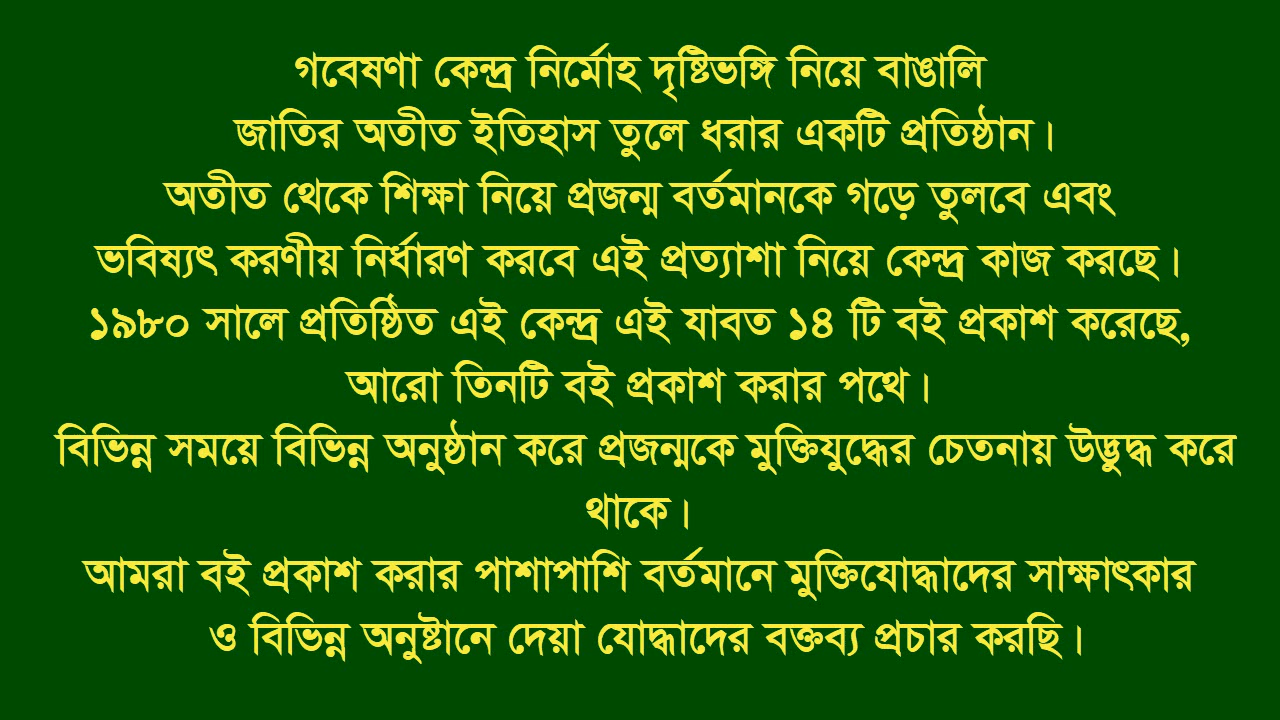 গবেষণা কেন্দ্র নির্মোহ দৃষ্টিভঙ্গি নিয়ে বাঙালি
জাতির অতীত ইতিহাস তুলে ধরার একটি প্রতিষ্ঠান।
অতীত থেকে শিক্ষা নিয়ে প্রজন্ম বর্তমানকে গড়ে তুলবে এবং
ভবিষ্যৎ করণীয় নির্ধারণ করবে এই প্রত্যাশা নিয়ে কেন্দ্র কাজ করছে।
১৯৮০ সালে প্রতিষ্ঠিত এই কেন্দ্র এই যাবত ১৪ টি বই প্রকাশ করেছে,
আরো তিনটি বই প্রকাশ করার পথে।
বিভিন্ন সময়ে বিভিন্ন অনুষ্ঠান করে প্রজন্মকে মুক্তিযুদ্ধের চেতনায় উদ্ভুদ্ধ করে
থাকে।
আমরা বই প্রকাশ করার পাশাপাশি বর্তমানে মুক্তিযোদ্ধাদের সাক্ষাৎকার
ও বিভিন্ন অনুষ্টানে দেয়া যোদ্ধাদের বক্তব্য প্রচার করছি।